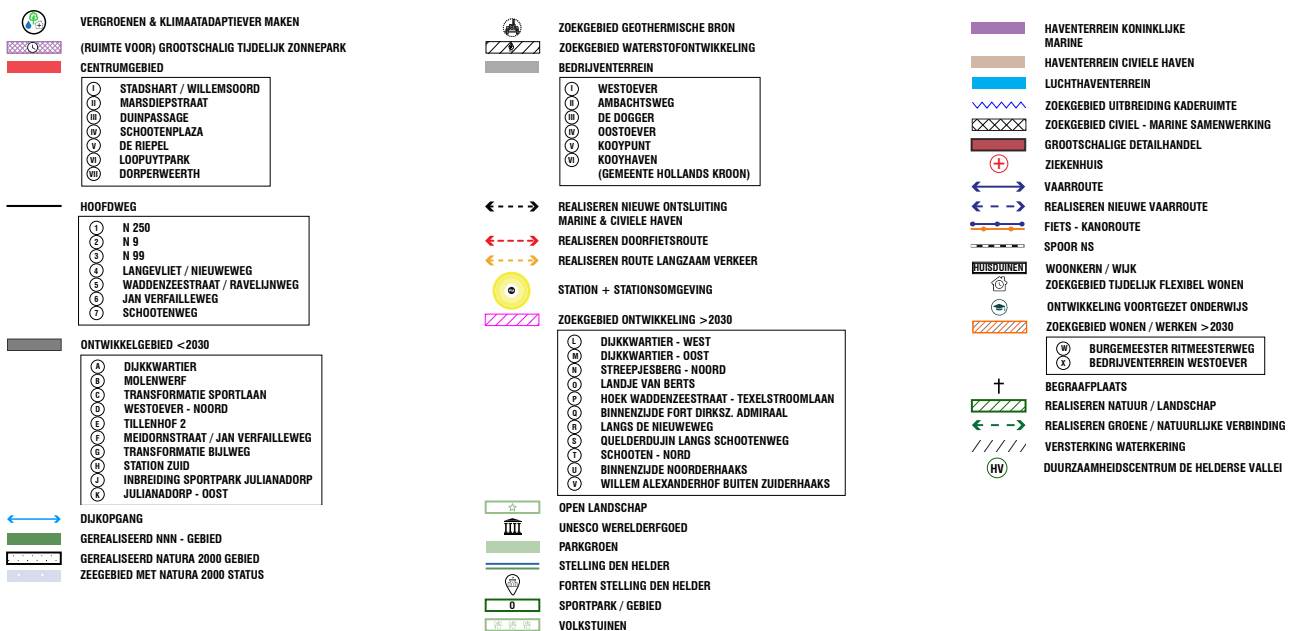 VERGROENEN & KLIMAATADAPTIEVER MAKEN
(RUIMTE VOOR) GROOTSCHALIG TIJDELIJK ZONNEPARK
CENTRUMGEBIED
I STADSHART / WILLEMSOORD
II MARSDIEPSTRAAT
III DUINPASSAGE
IV SCHOOTENPLAZA
V DE RIEPEL
VI LOOPUYTPARK
VII DORPERWEERTH
HOOFDWEG
1 N 250
2 N 9
3 N 99
4 LANGEVLIET / NIEUWEWEG
5 WADDENZEESTRAAT / RAVELIJNWEG
6 JAN VERFAILLEWEG
7 SCHOOTENWEG
ONTWIKKELGEBIED <2030
A DIJKKWARTIER
B MOLENWERF
C TRANSFORMATIE SPORTLAAN
D WESTOEVER - NOORD
E TILLENHOF 2
F MEIDORNSTRAAT / JAN VERFAILLEWEG
G TRANSFORMATIE BIJLWEG
H STATION ZUID
J INBREIDING SPORTPARK JULIANADORP
K JULIANADORP - OOST
DIJKOPGANG
GEREALISEERD NNN - GEBIED
GEREALISEERD NATURA 2000 GEBIED
ZEEGEBIED MET NATURA 2000 STATUS
ZOEKGEBIED GEOTHERMISCHE BRON
ZOEKGEBIED WATERSTOFONTWIKKELING
BEDRIJVENTERREIN
I WESTOEVER
II AMBACHTSWEG
III DE DOGGER
IV OOSTOEVER
V KOOYPUNT
VI KOOYHAVEN
(GEMEENTE HOLLANDS KROON)
REALISEREN NIEUWE ONTSLUITING
MARINE & CIVIELE HAVEN
REALISEREN DOORFIETSROUTE
REALISEREN ROUTE LANGZAAM VERKEER
STATION + STATIONSOMGEVING
ZOEKGEBIED ONTWIKKELING >2030
L DIJKKWARTIER - WEST
M DIJKKWARTIER - OOST
N STREEPJESBERG - NOORD
O LANDJE VAN BERTS
P HOEK WADDENZEESTRAAT - TEXELSTROOMLAAN
Q BINNENZIJDE FORT DIRKSZ. ADMIRAAL
R LANGS DE NIEUWEWEG
S QUELDERDUJIN LANGS SCHOOTENWEG
T SCHOOTEN - NORD
U BINNENZIJDE NOORDERHAAKS
V WILLEM ALEXANDERHOF BUITEN ZUIDERHAAKS
OPEN LANDSCHAP
UNESCO WERELDERFGOED
PARKGROEN
STELLING DEN HELDER
FORTEN STELLING DEN HELDER
O SPORTPARK / GEBIED
VOLKSTUINEN
HAVENTERREIN KONINKLIJKE
MARINE
HAVENTERREIN CIVIELE HAVEN
LUCHTHAVENTERREIN
ZOEKGEBIED UITBREIDING KADERUIMTE
ZOEKGEBIED CIVIEL - MARINE SAMENWERKING
GROOTSCHALIGE DETAILHANDEL
ZIEKENHUIS
VAARROUTE
REALISEREN NIEUWE VAARROUTE
FIETS - KANOROUTE
SPOOR NS
HUISDUINEN WOONKERN / WIJK
ZOEKGEBIED TIJDELIJK FLEXIBEL WONEN
ONTWIKKELING VOORTGEZET ONDERWIJS
ZOEKGEBIED WONEN / WERKEN >2030
W BURGEMEESTER RITMEESTERWEG
X BEDRIJVENTERREIN WESTOEVER
BEGRAAFPLAATS
REALISEREN NATUUR / LANDSCHAP
REALISEREN GROENE / NATUURLIJKE VERBINDING
VERSTERKING WATERKERING
HV DUURZAAMHEIDSCENTRUM DE HELDERSE VALLEI